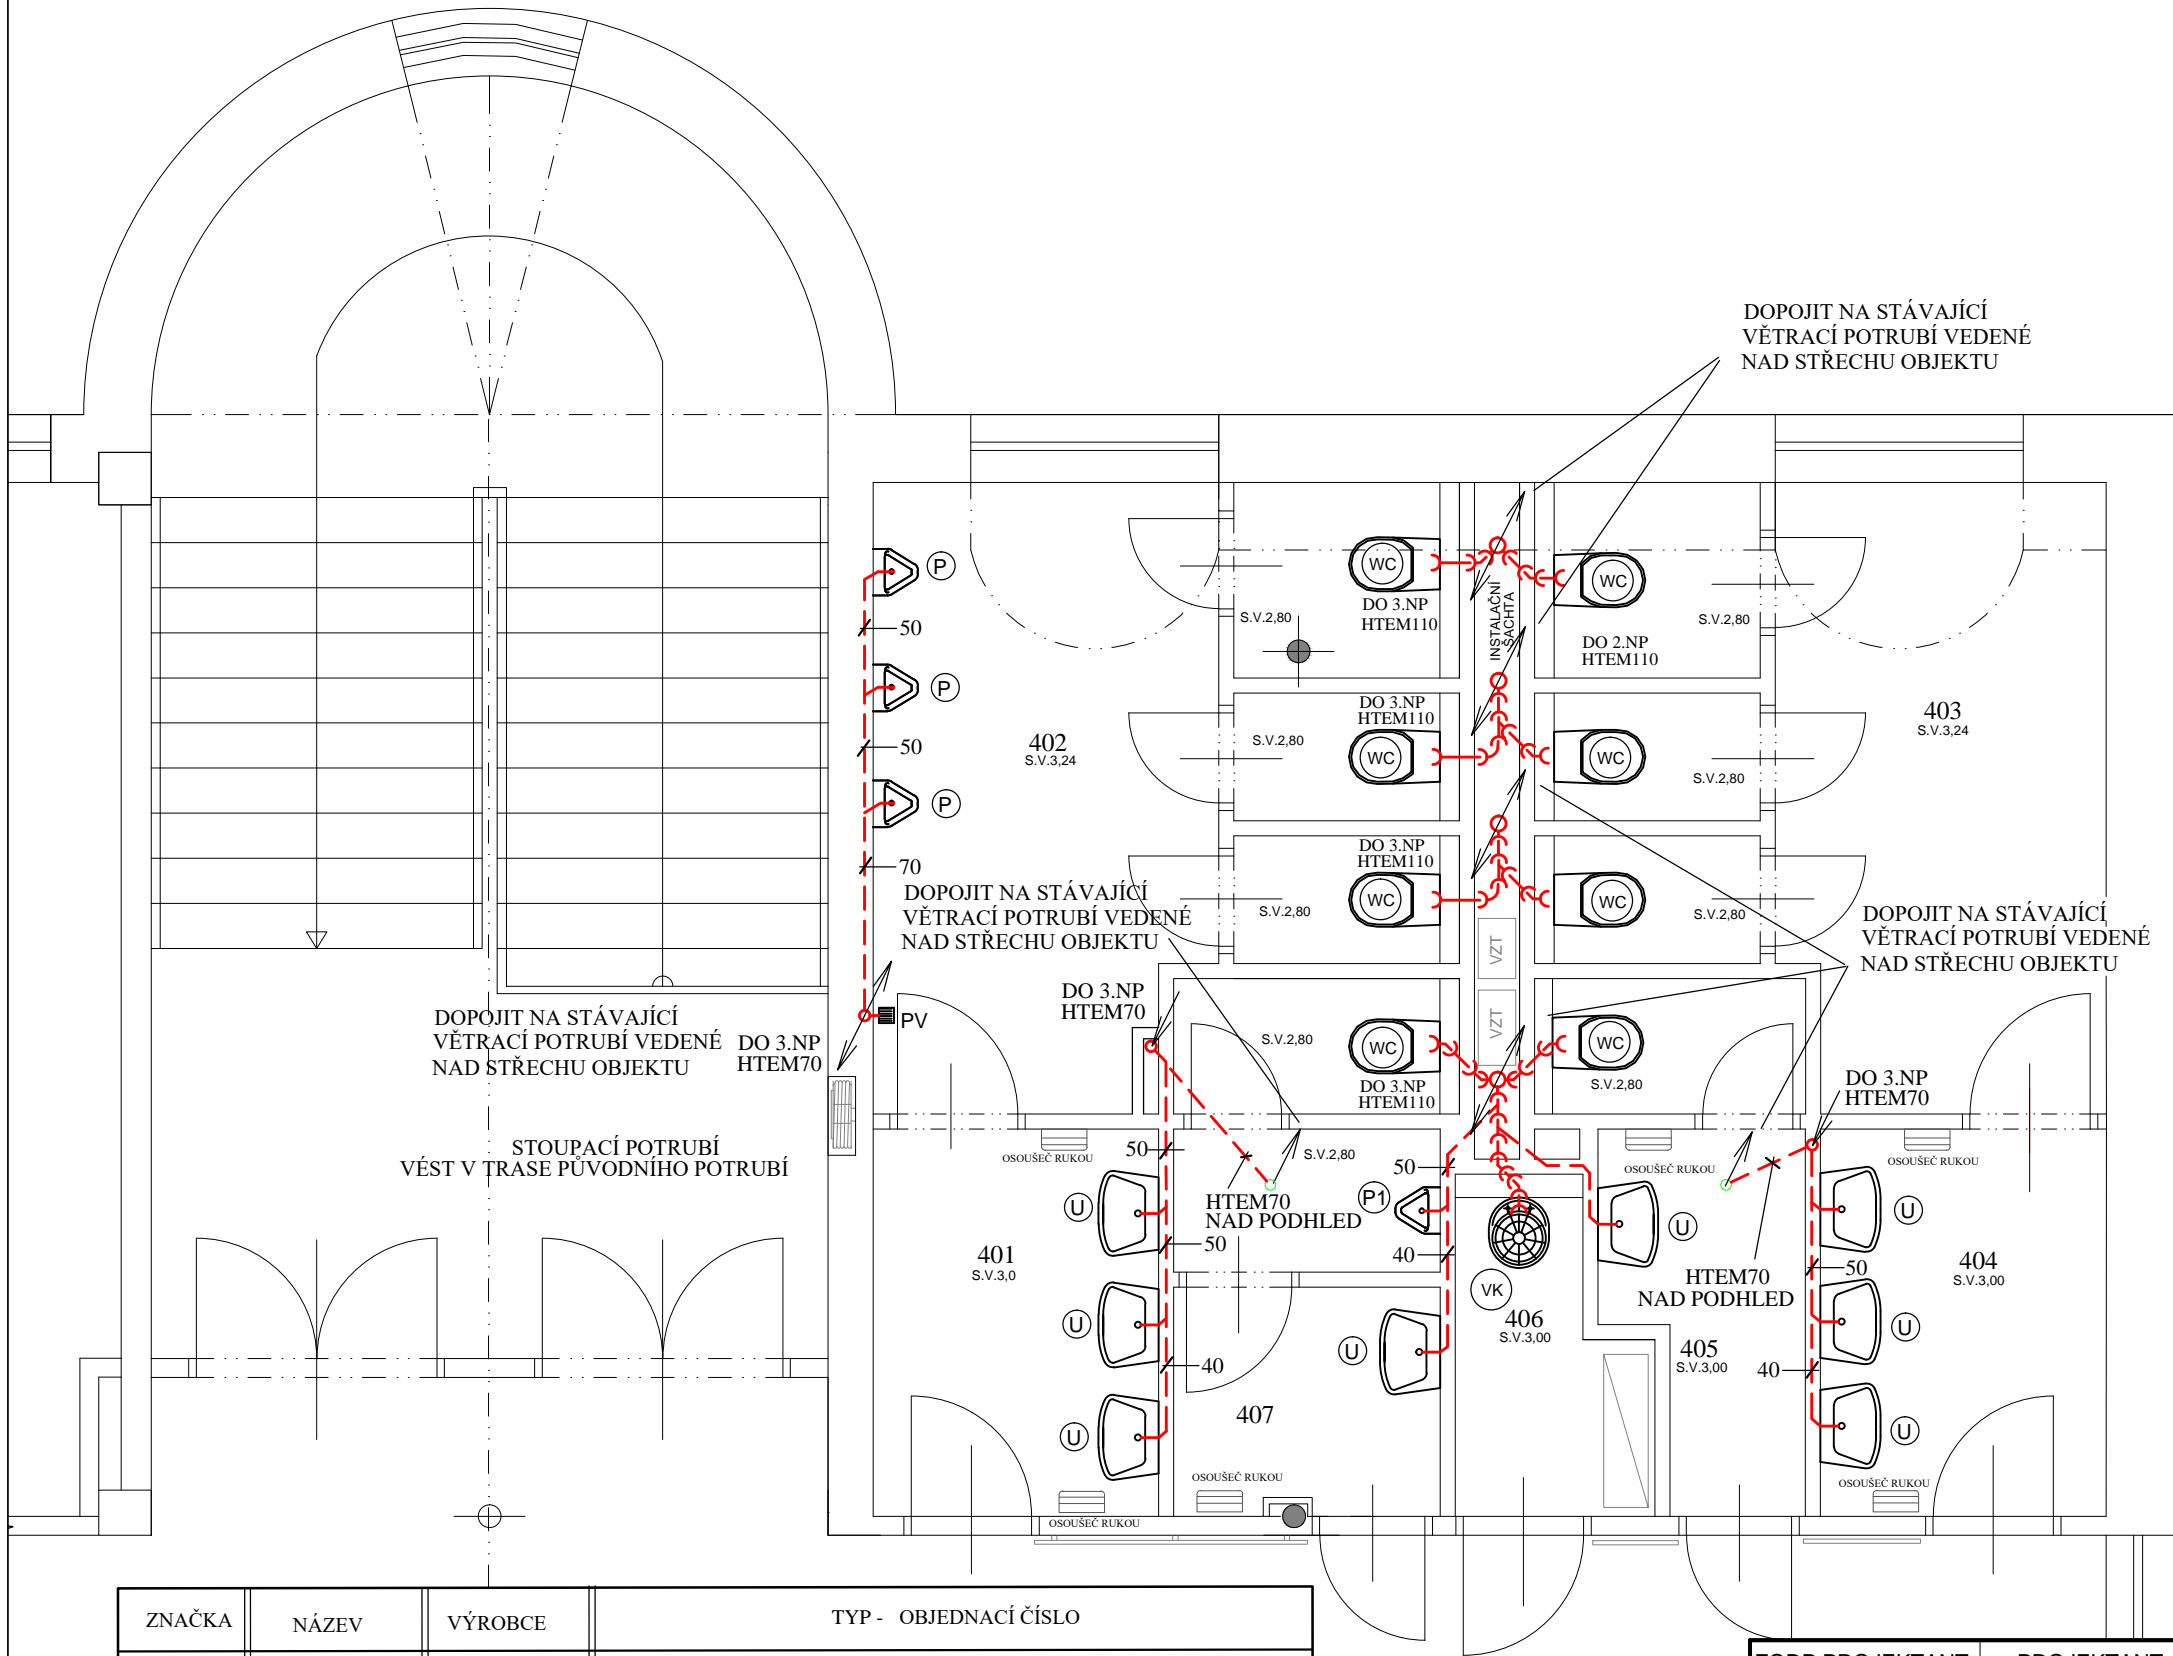 DOPOJIT NA STÁVAJÍCÍ
VĚTRACÍ POTRUBÍ VEDENÉ
NAD STŘECHU OBJEKTU
P
50
P
50
P
70
402
S.V.3,24
S.V.2,80
WC
DO 3.NP
HTEM110
INSTALAČNÍ
ŠACHTA
WC
DO 2.NP
HTEM110
S.V.2,80
403
S.V.3,24
DO 3.NP
HTEM110
S.V.2,80
WC
WC
S.V.2,80
DO 3.NP
HTEM110
S.V.2,80
WC
WC
S.V.2,80
DOPOJIT NA STÁVAJÍCÍ
VĚTRACÍ POTRUBÍ VEDENÉ
NAD STŘECHU OBJEKTU
DOPOJIT NA STÁVAJÍCÍ
VĚTRACÍ POTRUBÍ VEDENÉ
NAD STŘECHU OBJEKTU
VZT
VZT
DO 3.NP
HTEM70
PV
DOPOJIT NA STÁVAJÍCÍ
VĚTRACÍ POTRUBÍ VEDENÉ
NAD STŘECHU OBJEKTU
DO 3.NP
HTEM70
S.V.2,80
WC
DO 3.NP
HTEM110
WC
S.V.2,80
DO 3.NP
HTEM70
STOUPACÍ POTRUBÍ
VÉST V TRASE PŮVODNÍHO POTRUBÍ
OSOUŠEČ RUKOU
50
S.V.2,80
50
OSOUŠEČ RUKOU
OSOUŠEČ RUKOU
U
HTEM70
NAD PODHLED
P1
U
U
401
S.V.3,0
50
40
VK
HTEM70
NAD PODHLED
50
404
S.V.3,00
U
40
U
406
S.V.3,00
405
S.V.3,00
40
U
407
U
U
OSOUŠEČ RUKOU
OSOUŠEČ RUKOU
OSOUŠEČ RUKOU
ZNAČKA
NÁZEV
VÝROBCE
TYP - OBJEDNACÍ ČÍSLO